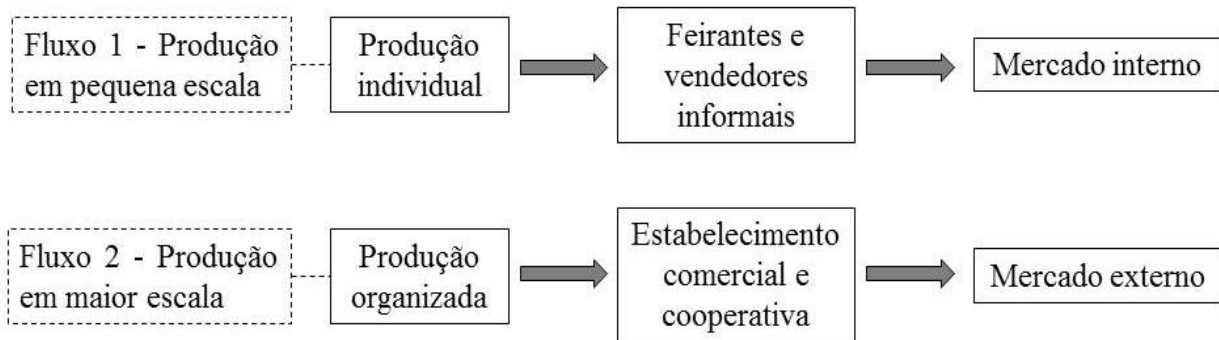 Fluxo 1 - Produção
em pequena escala
Produção
individual
Feirantes e
vendedores
informais
Mercado interno
Fluxo 2 - Produção
em maior escala
Produção
organizada
Estabelecimento
comercial e
cooperativa
Mercado externo